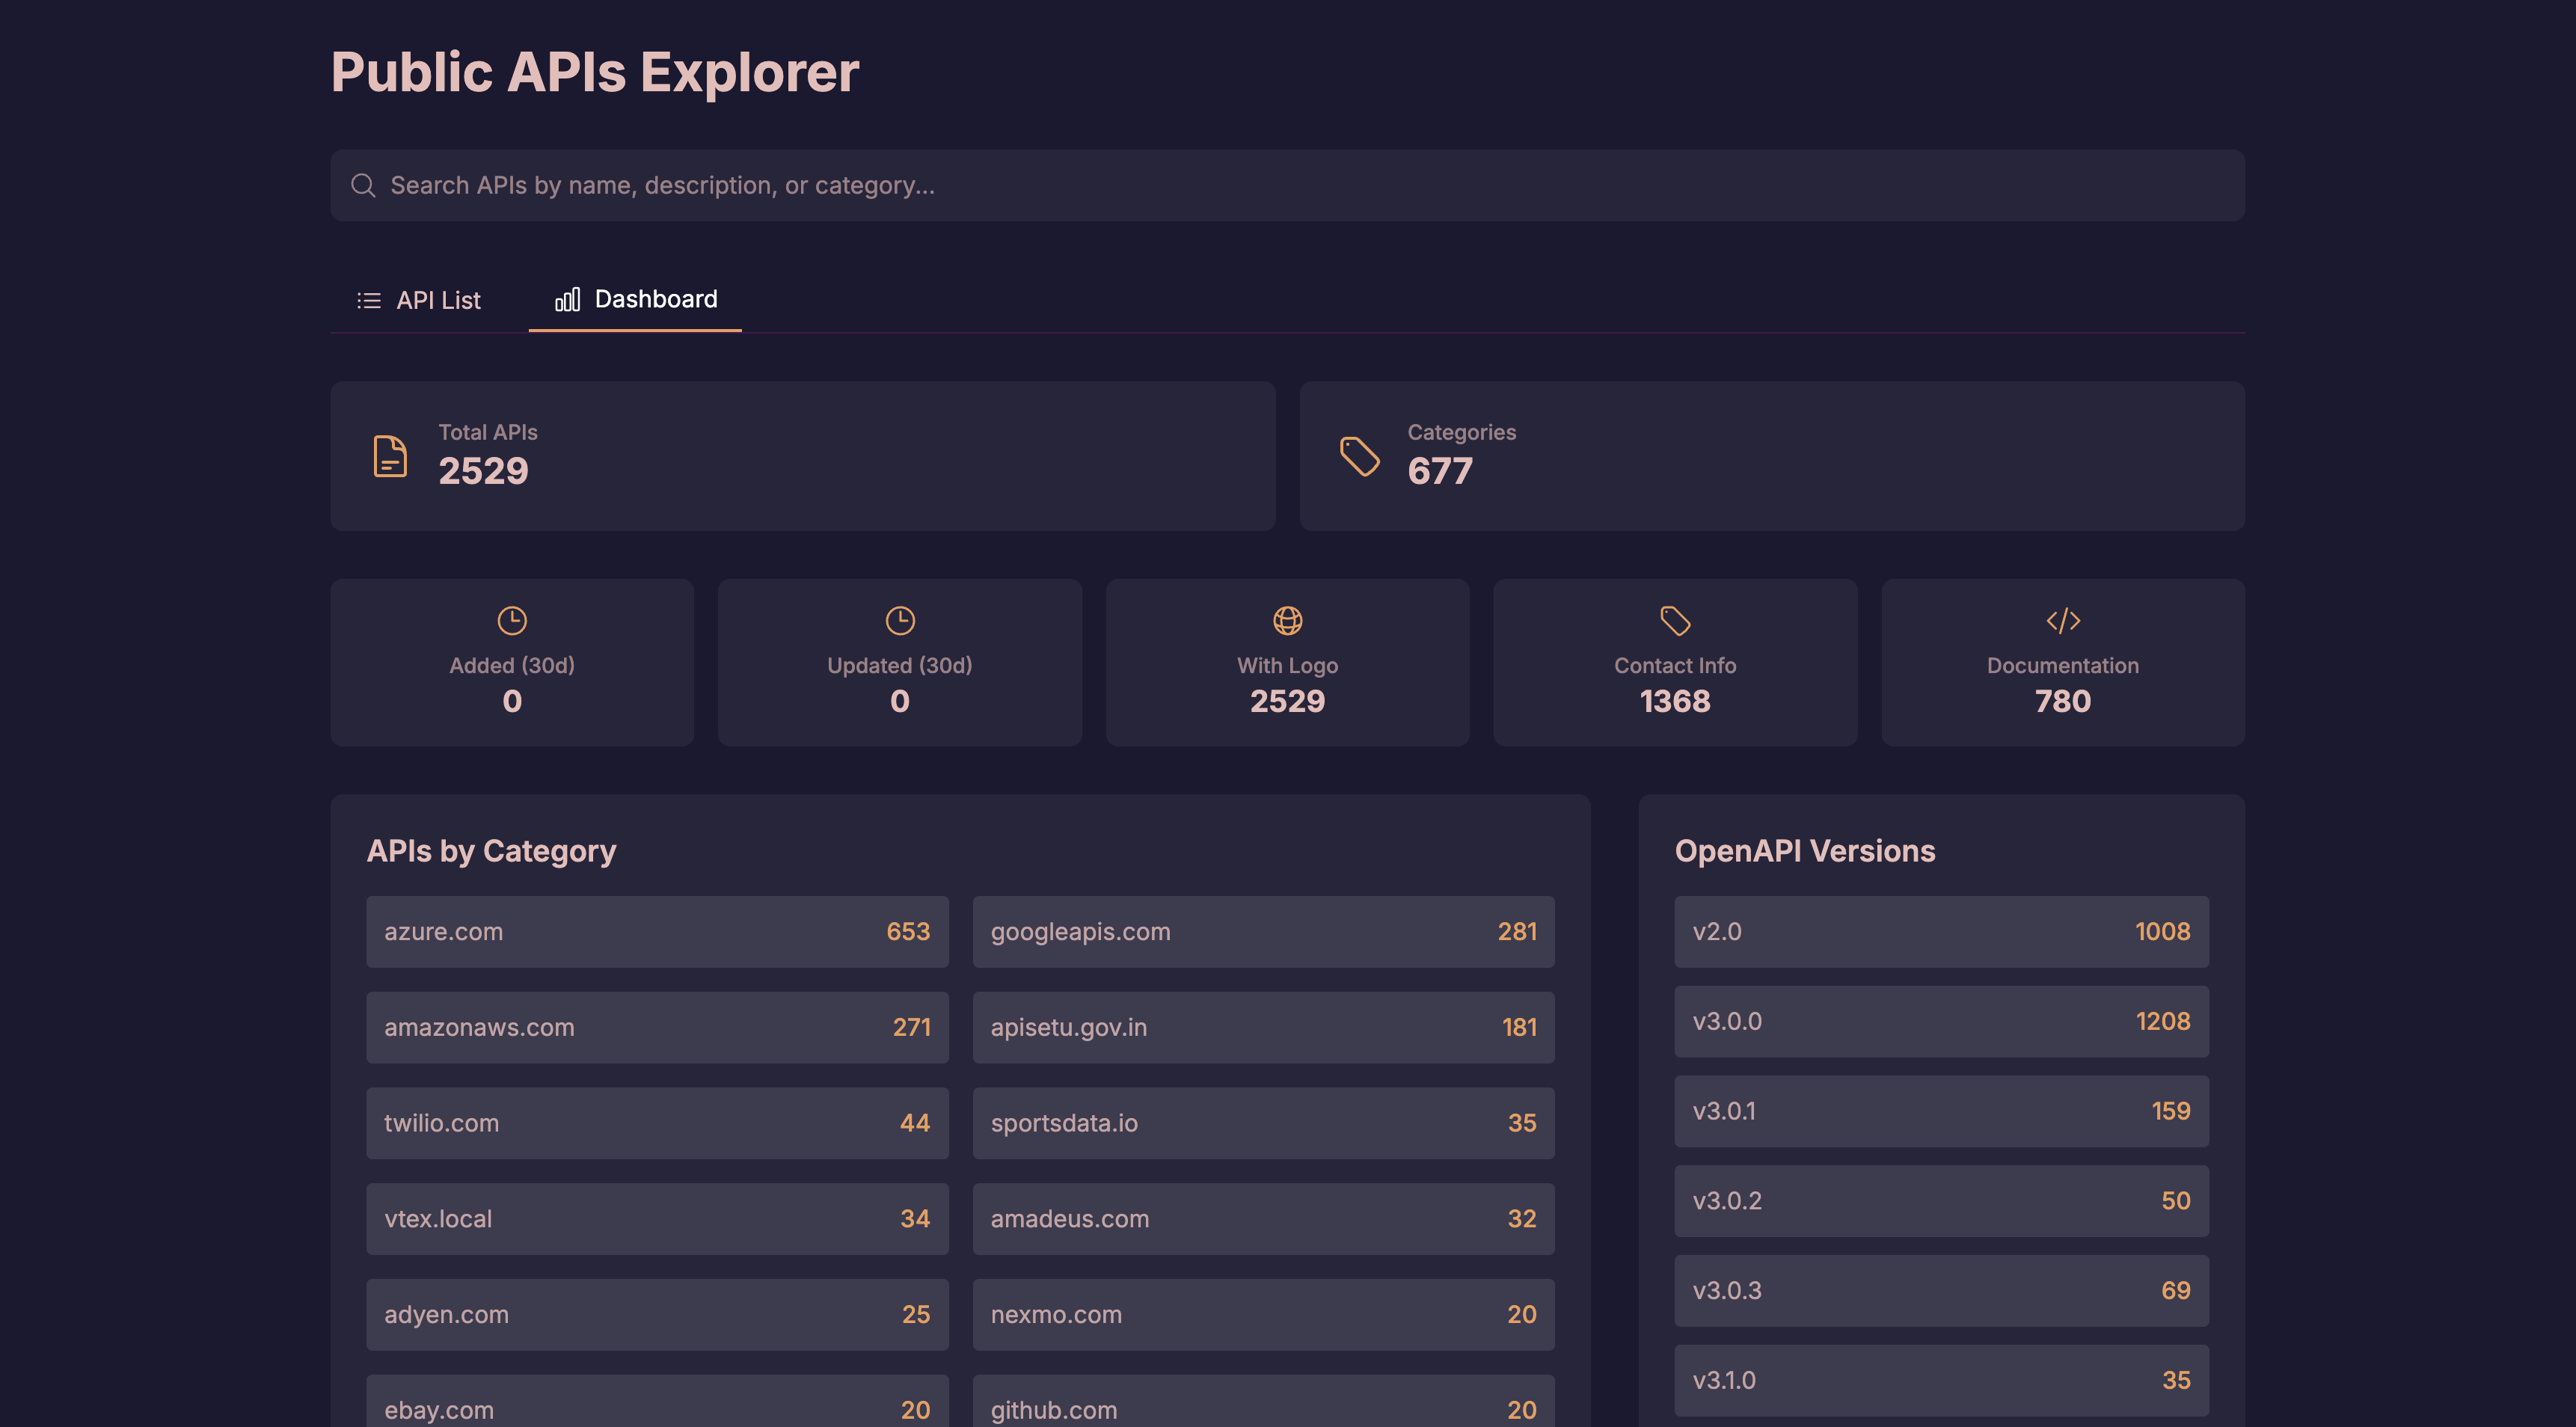 Public APIs Explorer
Search APIs by name, description, or category...
API List
Dashboard
Total APIs
2529
Categories
677
Added (30d)
0
Updated (30d)
0
With Logo
2529
Contact Info
1368
Documentation
780
APIs by Category
azure.com 653
googleapis.com 281
amazonaws.com 271
apisetu.gov.in 181
twilio.com 44
sportsdata.io 35
vtex.local 34
amadeus.com 32
adyen.com 25
nexmo.com 20
ebay.com 20
github.com 20
OpenAPI Versions
v2.0 1008
v3.0.0 1208
v3.0.1 159
v3.0.2 50
v3.0.3 69
v3.1.0 35